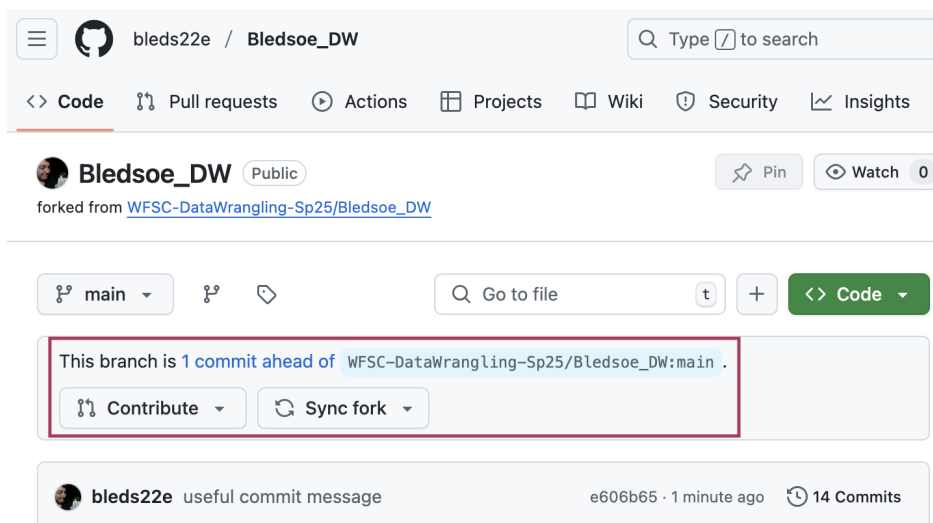 bleds22e / Bledsoe_DW
Type / to search
Code Pull requests Actions Projects Wiki Security Insights
Bledsoe_DW Public
Pin Watch 0
forked from WFSC-DataWrangling-Sp25/Bledsoe_DW
main Go to file t + Code
This branch is 1 commit ahead of WFSC-DataWrangling-Sp25/Bledsoe_DW:main .
Contribute Sync fork
bleds22e useful commit message e606b65 · 1 minute ago 14 Commits